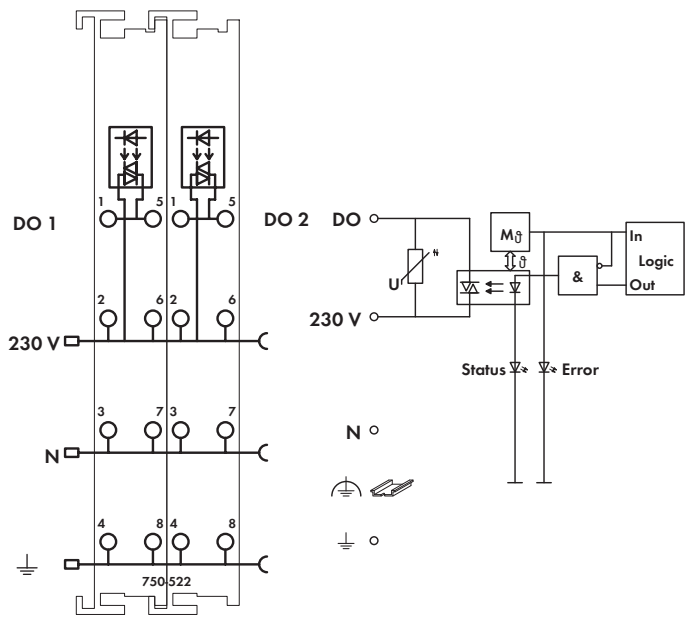 1 5 1 5
DO 1
DO 2
2 6 2 6
230 V
3 7 3 7
N
4 8 4 8
750-522
DO
Mϑ
In
ϑ
Logic
U
&
Out
230 V
Status
Error
N